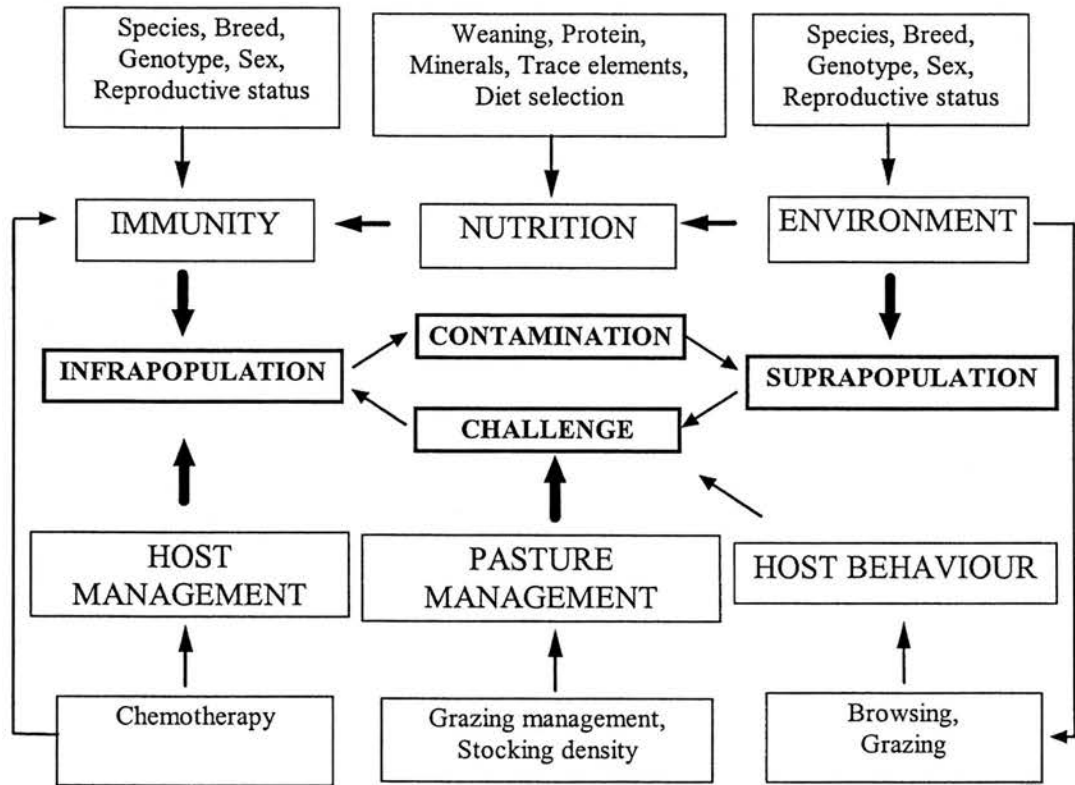 Species, Breed,
Genotype, Sex,
Reproductive status
Weaning, Protein,
Minerals, Trace elements,
Diet selection
Species, Breed,
Genotype, Sex,
Reproductive status
IMMUNITY
NUTRITION
ENVIRONMENT
CONTAMINATION
INFRAPOPULATION
SUPRAPOPULATION
CHALLENGE
HOST
MANAGEMENT
PASTURE
MANAGEMENT
HOST BEHAVIOUR
Chemotherapy
Grazing management,
Stocking density
Browsing,
Grazing